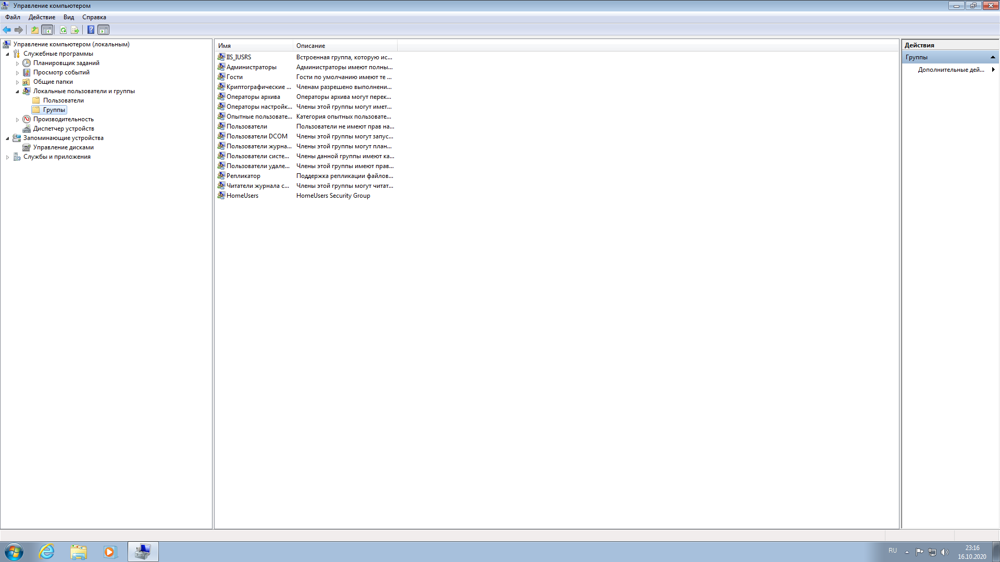 Управление компьютером
Файл Действие Вид Справка
Управление компьютером (локальным)
Служебные программы
Планировщик заданий
Просмотр событий
Общие папки
Локальные пользователи и группы
Пользователи
Группы
Производительность
Диспетчер устройств
Запоминающие устройства
Управление дисками
Службы и приложения
Имя Описание
IIS_IUSRS Встроенная группа, которую ис...
Администраторы Администраторы имеют полны...
Гости Гости по умолчанию имеют те ...
Криптографические ... Членам разрешено выполнени...
Операторы архива Операторы архива могут перек...
Операторы настройк... Члены этой группы могут имет...
Опытные пользовате... Категория опытных пользовате...
Пользователи Пользователи не имеют прав на...
Пользователи DCOM Члены этой группы могут запус...
Пользователи журна... Члены этой группы могут план...
Пользователи систе... Члены данной группы имеют ка...
Пользователи удале... Члены этой группы имеют прав...
Репликатор Поддержка репликации файлов...
Читатели журнала с... Члены этой группы могут читат...
HomeUsers HomeUsers Security Group
Действия
Группы
Дополнительные дей...
RU
23:16
16.10.2020